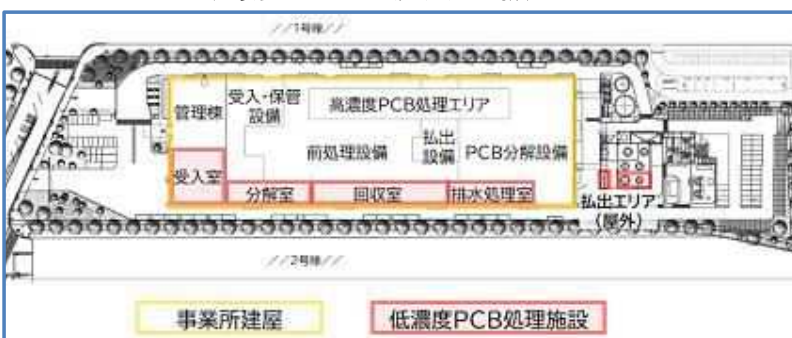 //1号線//
管理棟
受入・保管
設備
高濃度PCB処理エリア
前処理設備
払出
設備
PCB分解設備
受入室
分解室
回収室
排水処理室
払出エリア
(屋外)
//2号線//
事業所建屋
低濃度PCB処理施設